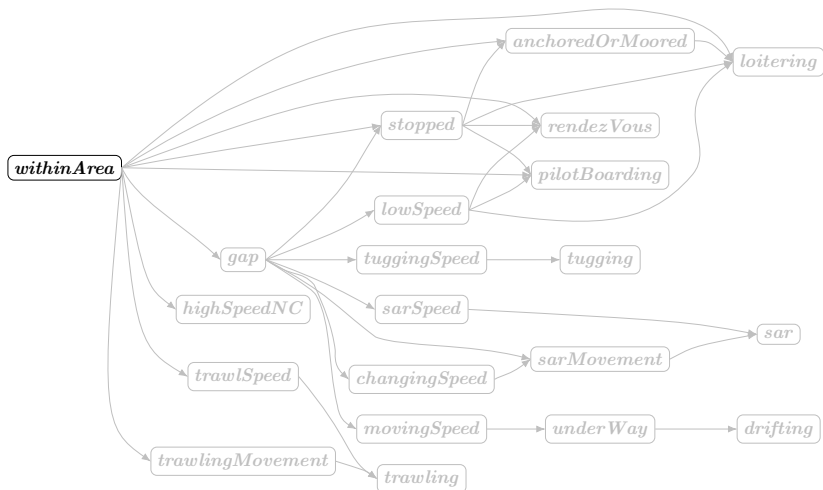 anchoredOrMoored
loitering
stopped
rendezVous
withinArea
pilotBoarding
lowSpeed
gap
tuggingSpeed
tugging
highSpeedNC
sarSpeed
sar
sarMovement
trawlSpeed
changingSpeed
movingSpeed
underWay
drifting
trawlingMovement
trawling